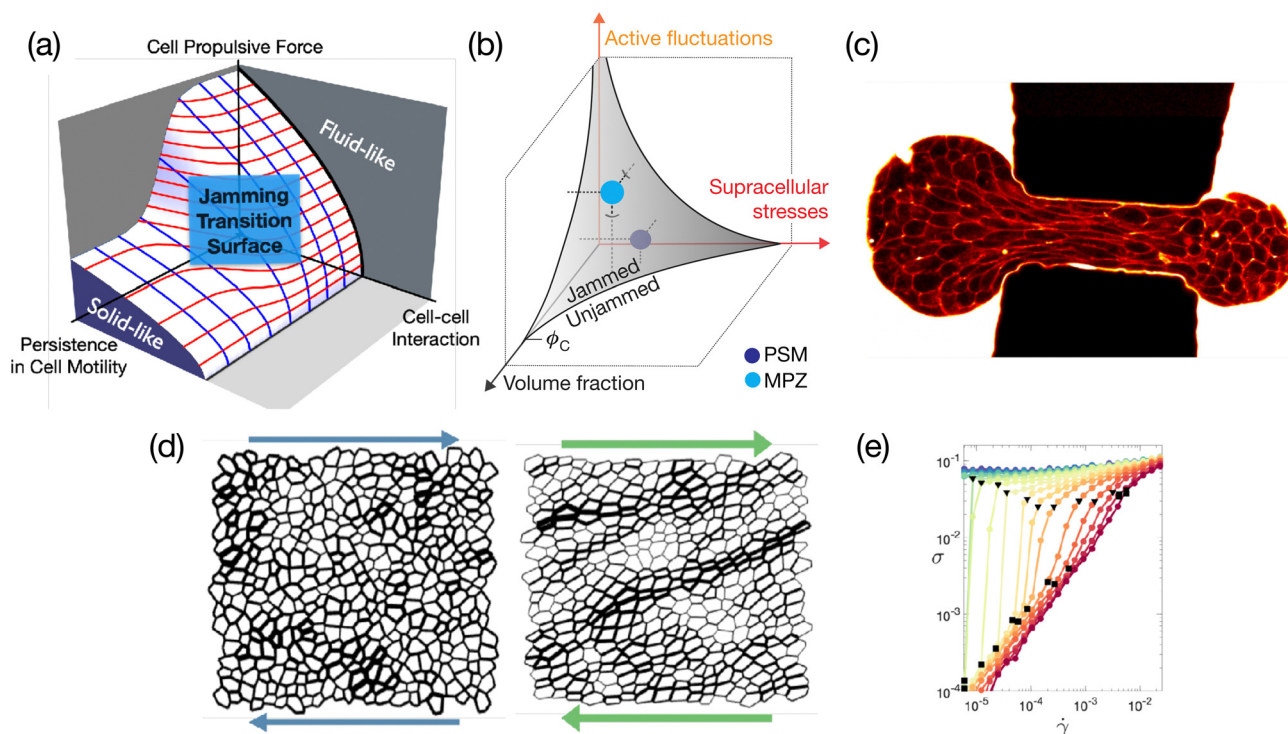 (a)
Cell Propulsive Force
Fluid-like
Jamming
Transition
Surface
Solid-like
Persistence
in Cell Motility
Cell-cell
Interaction
(b)
Active fluctuations
Supracellular
stresses
Jammed
Unjammed
ϕC
Volume fraction
PSM
MPZ
(c)
(d)
(e)
10⁻¹
10⁻²
σ
10⁻³
10⁻⁴
10⁻⁵ 10⁻⁴ 10⁻³ 10⁻²
γ̇